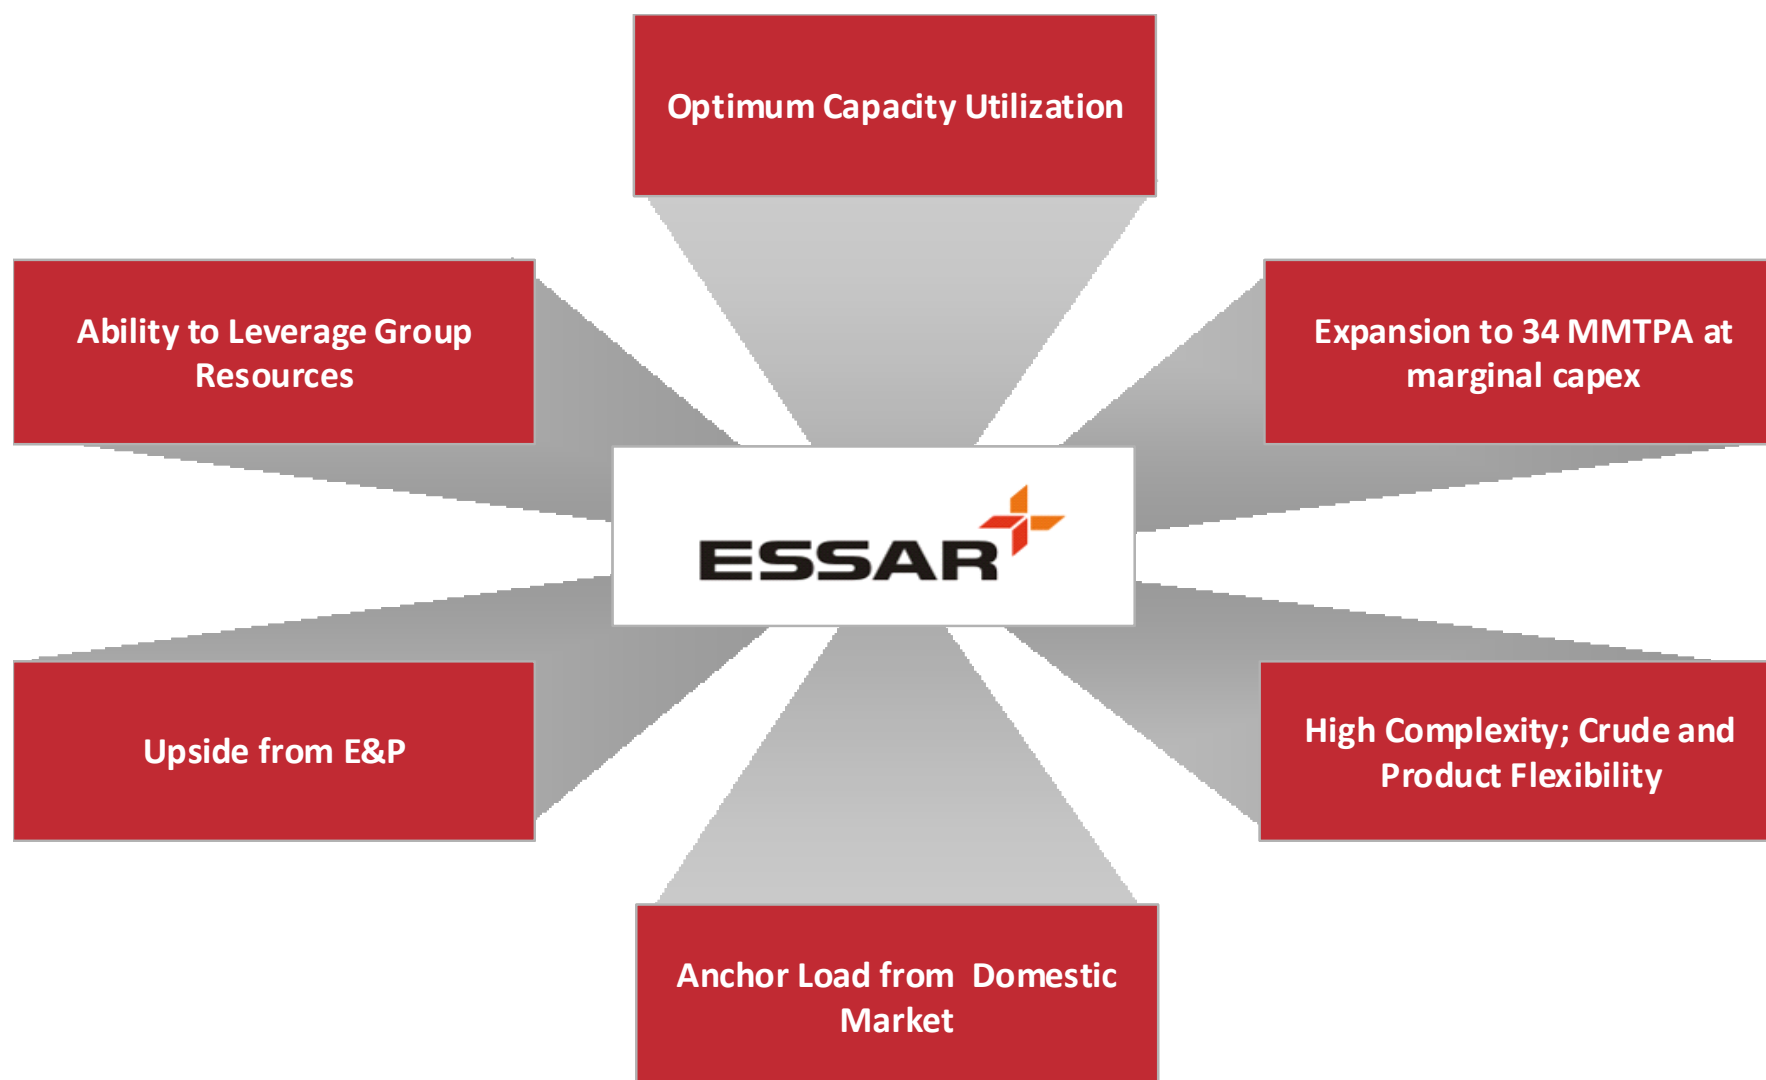 Optimum Capacity Utilization
Ability to Leverage Group
Resources
Expansion to 34 MMTPA at
marginal capex
ESSAR
Upside from E&P
High Complexity; Crude and
Product Flexibility
Anchor Load from  Domestic
Market